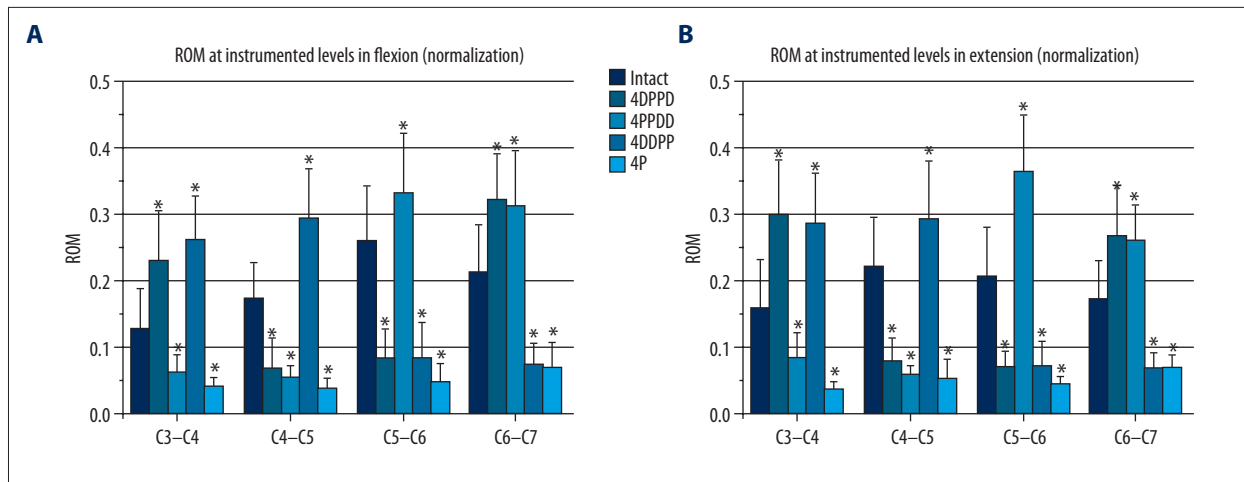 A
ROM at instrumented levels in flexion (normalization)
0.5
0.4
0.3
0.2
0.1
0.0
ROM
* * * *
* * * *
* * * *
* * * *
C3–C4 C4–C5 C5–C6 C6–C7
Intact
4DPPD
4PPDD
4DDPP
4P
B
ROM at instrumented levels in extension (normalization)
0.5
0.4
0.3
0.2
0.1
0.0
ROM
* * * *
* * * *
* * * *
* * * *
C3–C4 C4–C5 C5–C6 C6–C7